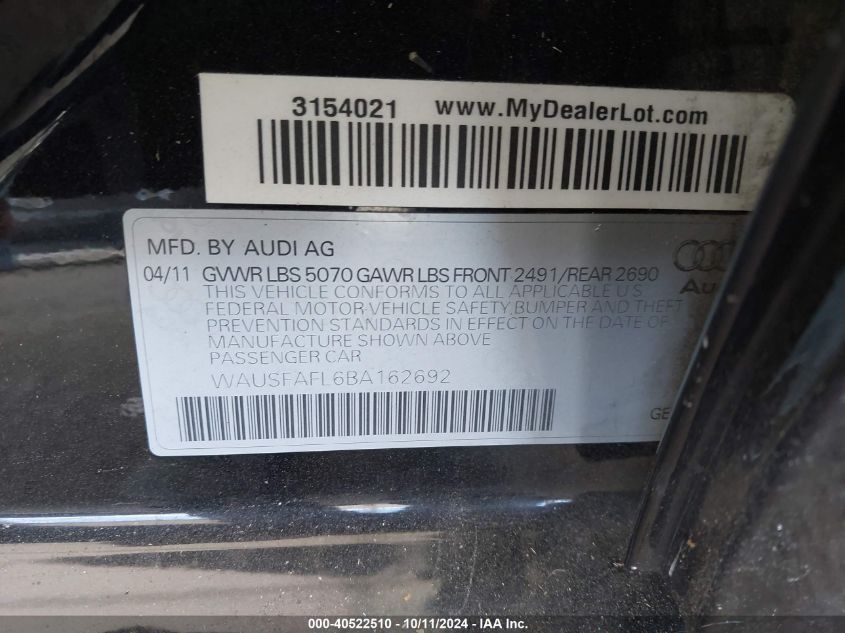 3154021 www.MyDealerLot.com
MFD. BY AUDI AG
04/11 GVWR LBS 5070 GAWR LBS FRONT 2491/REAR 2690
THIS VEHICLE CONFORMS TO ALL APPLICABLE U S
FEDERAL MOTOR-VEHICLE SAFETY,BUMPER AND THEFT
PREVENTION STANDARDS IN EFFECT ON THE DATE OF
MANUFACTURE SHOWN ABOVE
PASSENGER CAR
WAUSFAFL6BA162692
000-40522510 - 10/11/2024 - IAAI - IAA Inc.